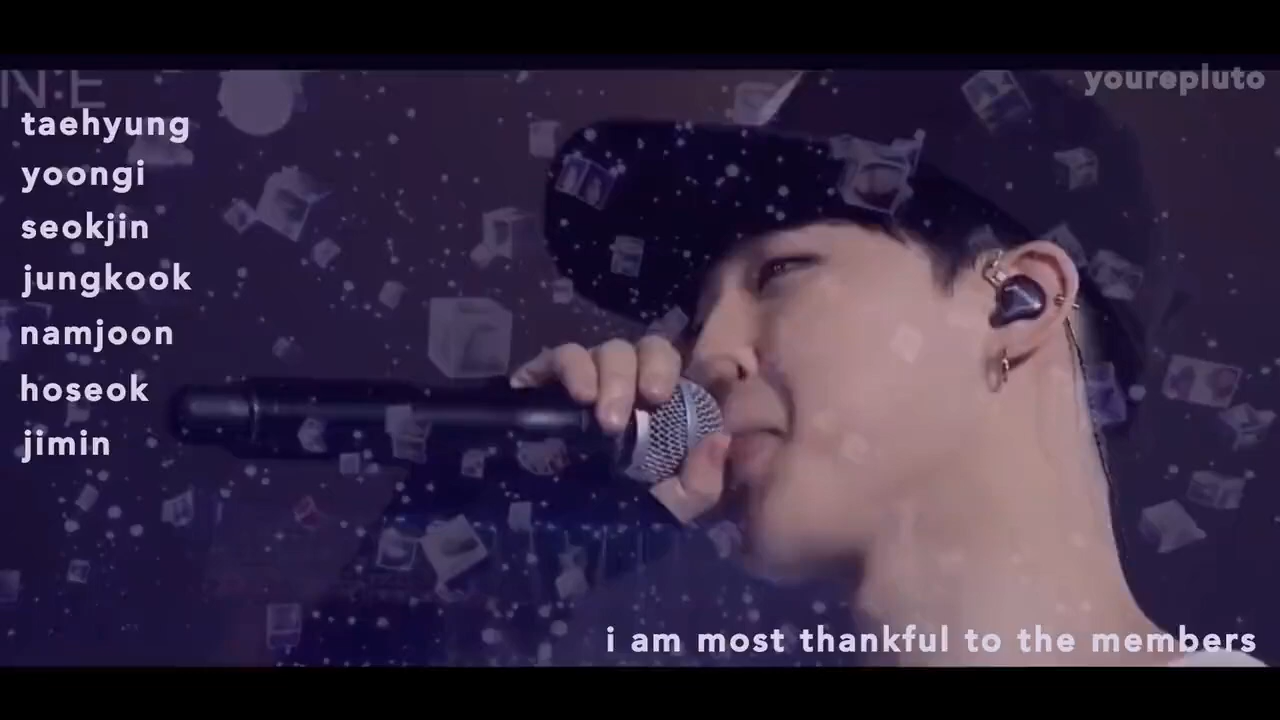 N:E
yourepluto
taehyung
yoongi
seokjin
jungkook
namjoon
hoseok
jimin
i am most thankful to the members